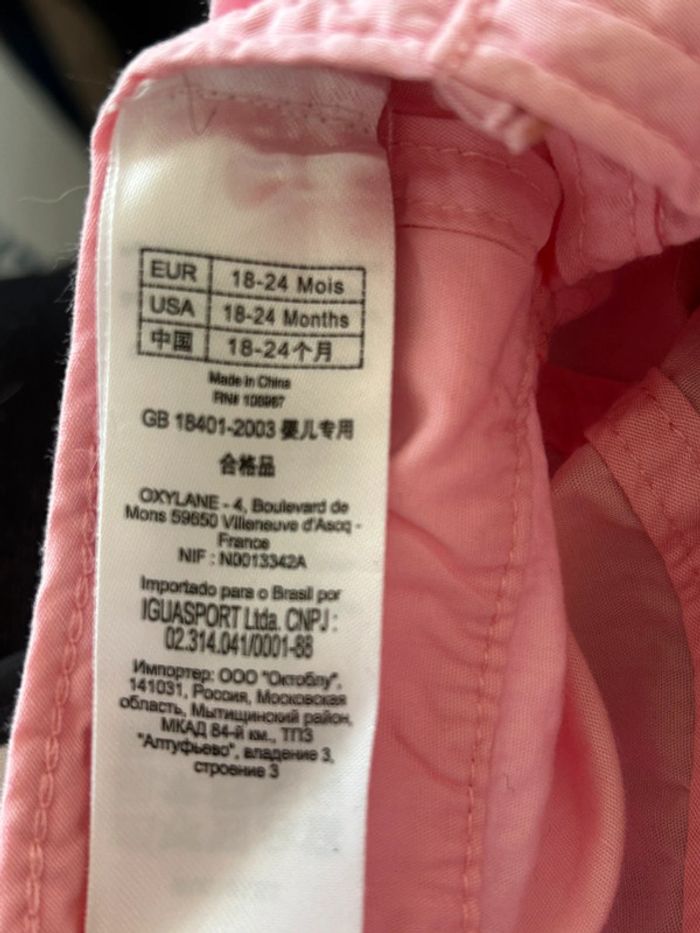 EUR 18-24 Mois
USA 18-24 Months
中国 18-24个月
Made in China
RN# 108967
GB 18401-2003 婴儿专用
合格品
OXYLANE - 4, Boulevard de
Mons 59650 Villeneuve d'Ascq -
France
NIF : N0013342A
Importado para o Brasil por
IGUASPORT Ltda. CNPJ :
02.314.041/0001-88
Импортер: ООО "Октоблу",
141031, Россия, Московская
область, Мытищинский район,
МКАД 84-й км., ТПЗ
"Алтуфьево", владение 3,
строение 3